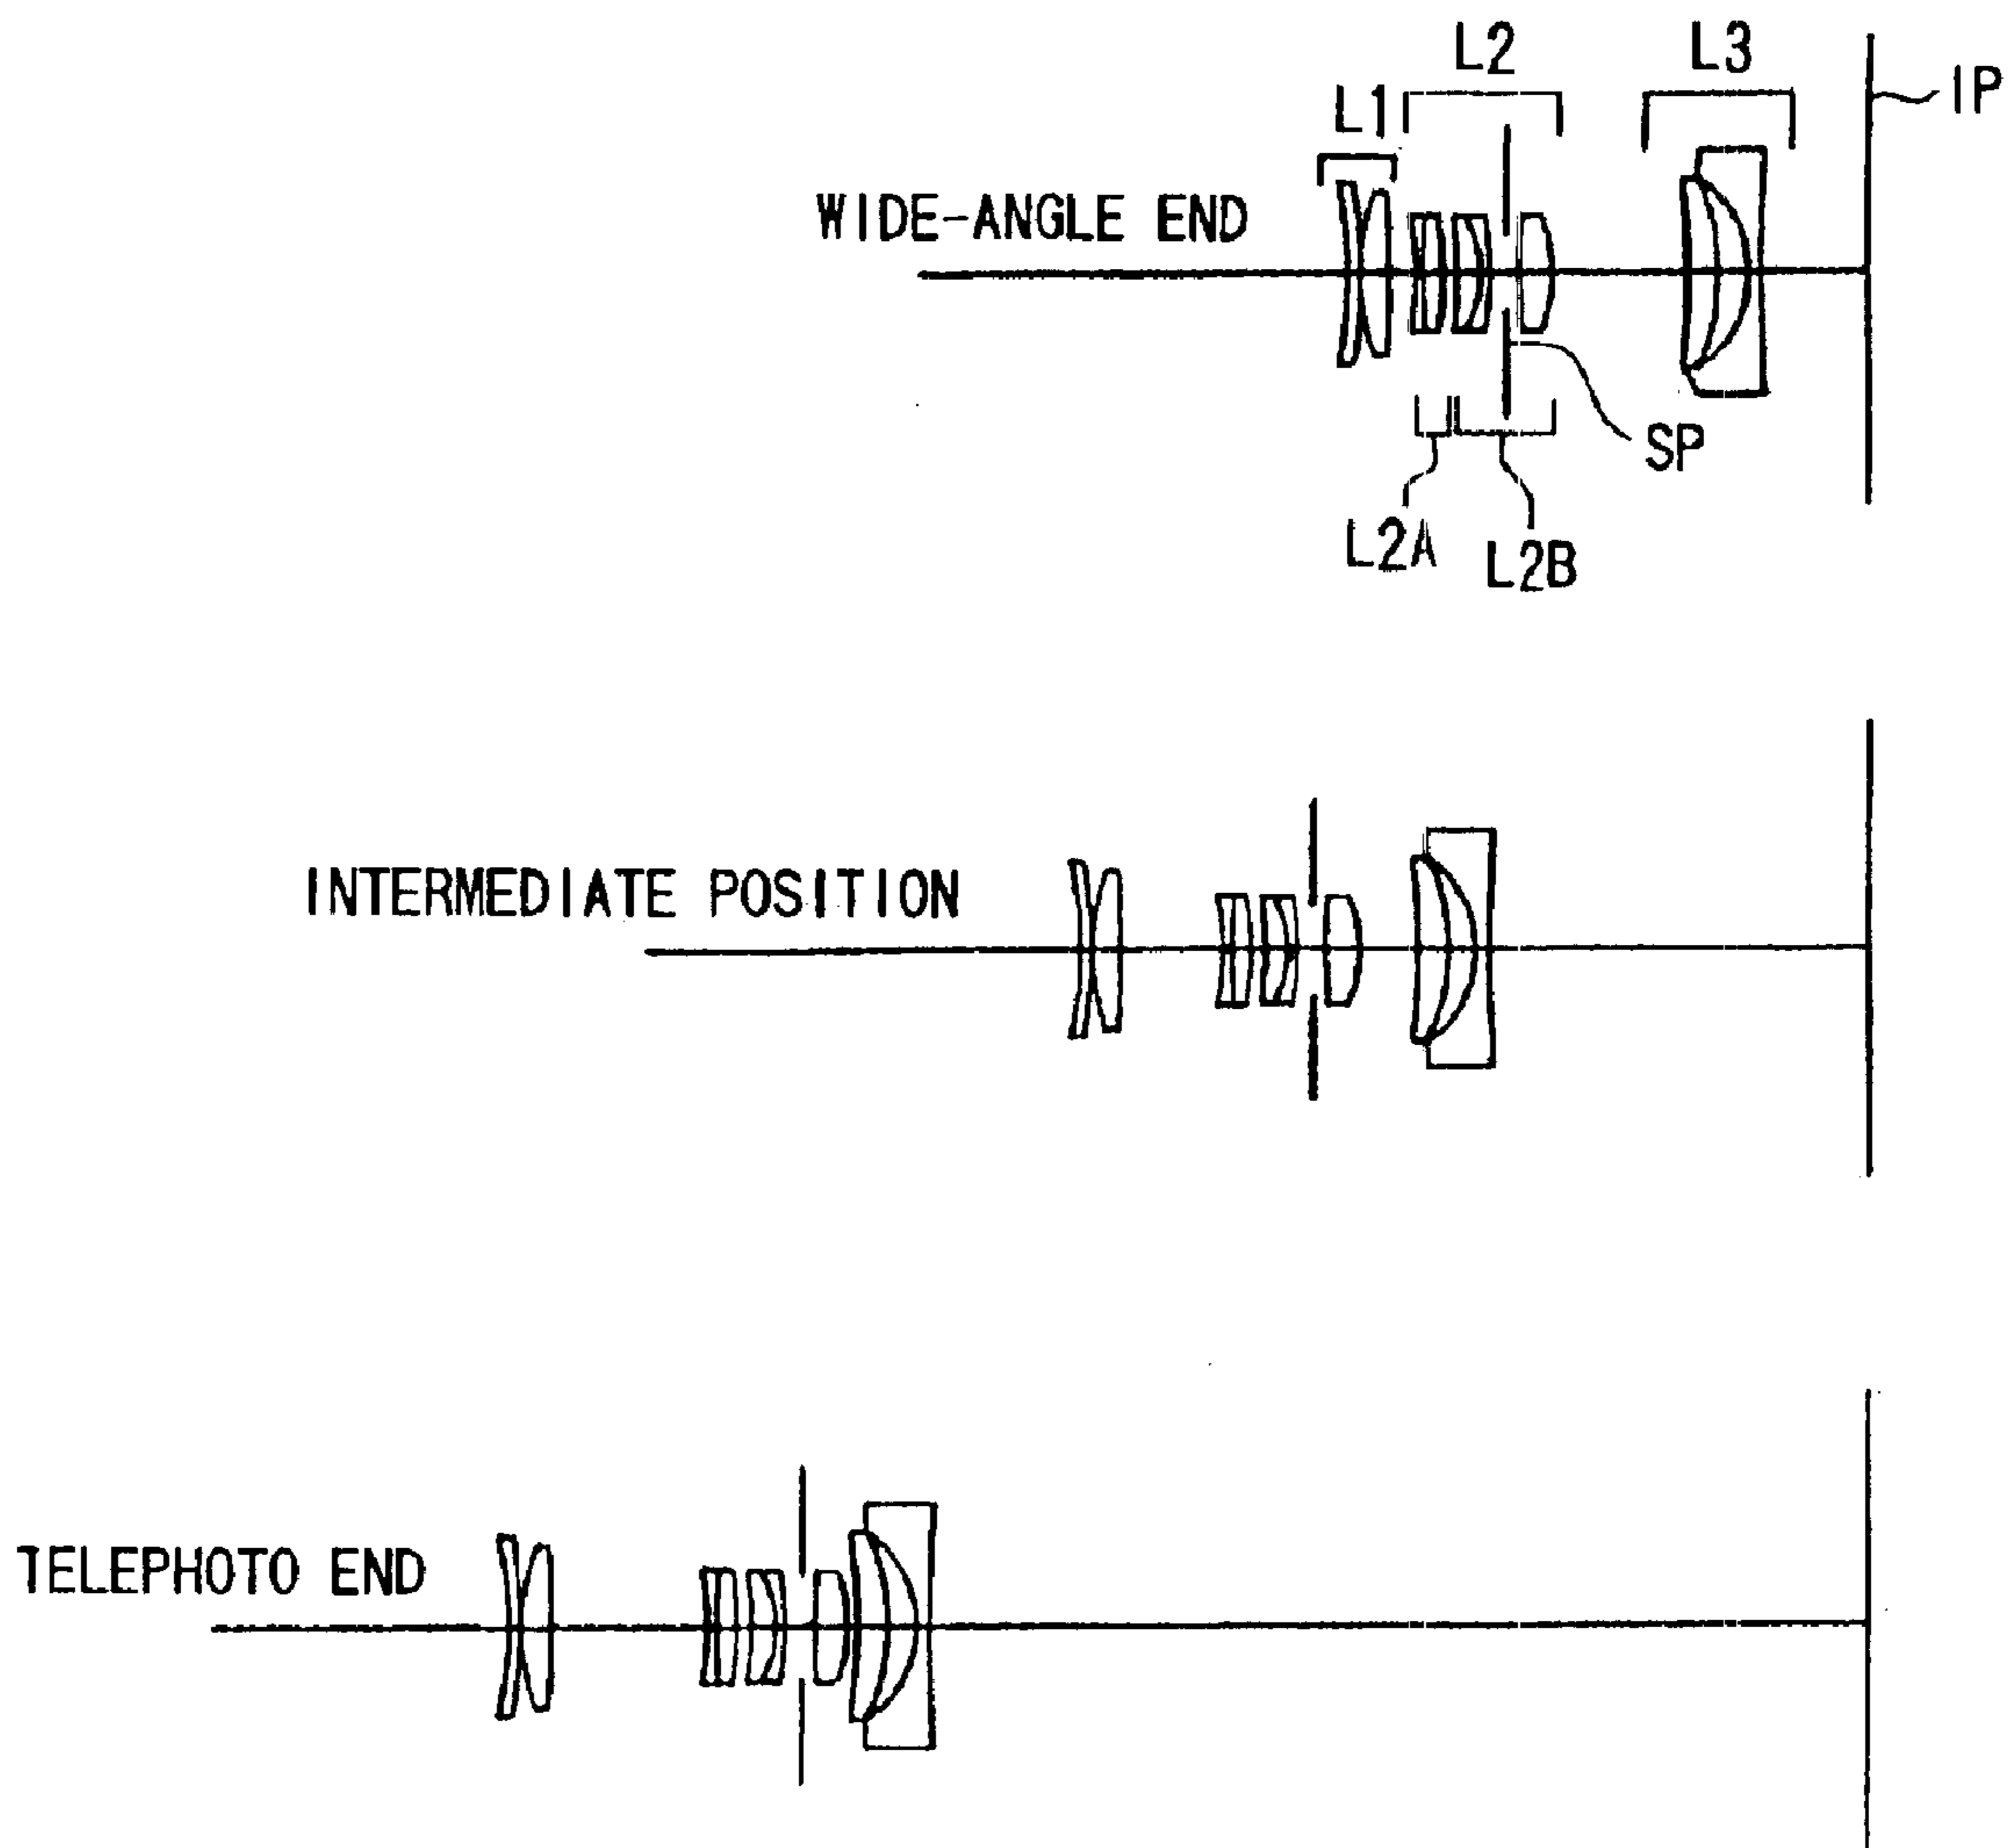 L2
L3
L1
IP
WIDE-ANGLE END
SP
L2A
L2B
INTERMEDIATE POSITION
TELEPHOTO END